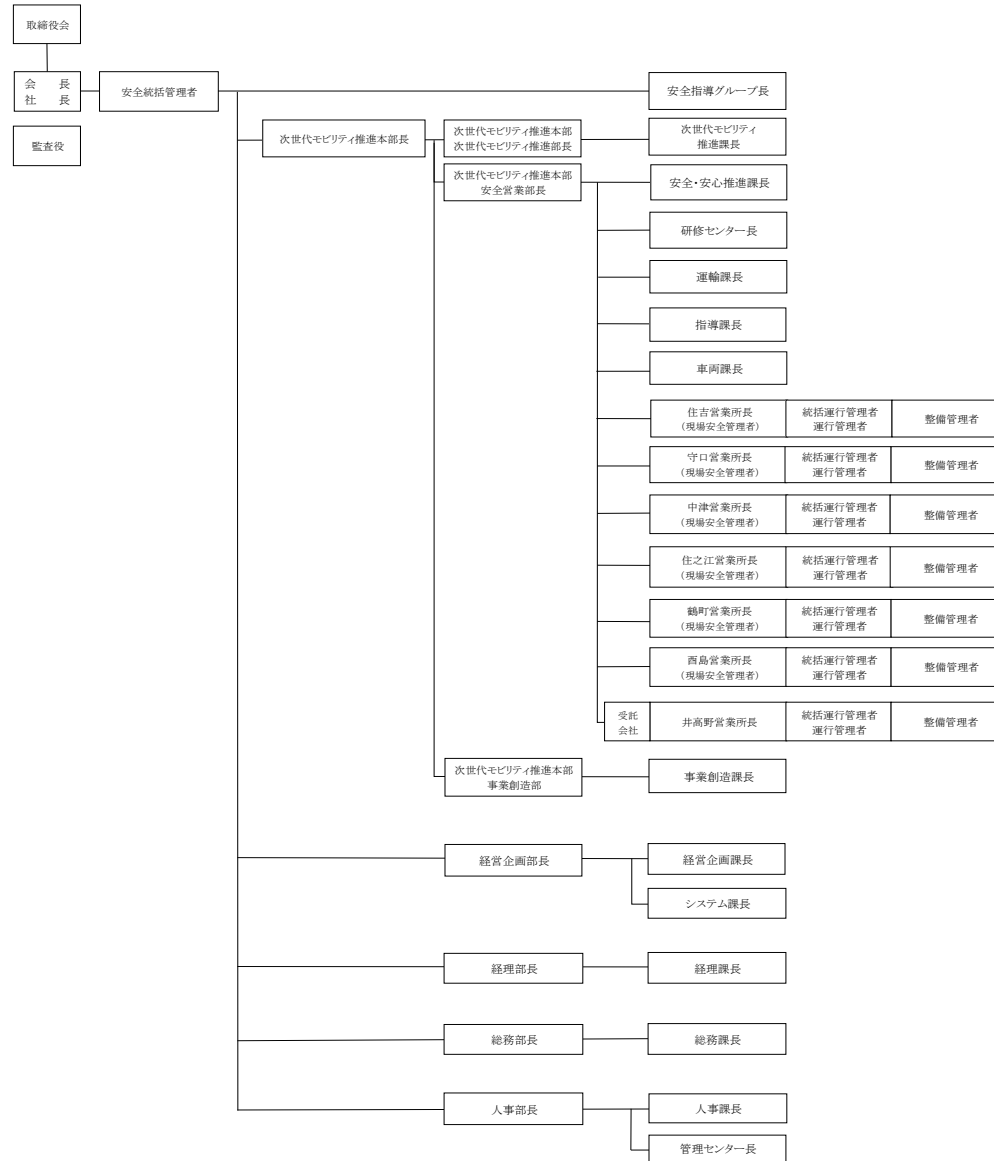 取締役会
会　長
社　長
安全統括管理者
監査役
安全指導グループ長
次世代モビリティ推進本部長
次世代モビリティ推進本部
次世代モビリティ推進部長
次世代モビリティ
推進課長
次世代モビリティ推進本部
安全営業部長
安全・安心推進課長
研修センター長
運輸課長
指導課長
車両課長
住吉営業所長
(現場安全管理者)
統括運行管理者
運行管理者
整備管理者
守口営業所長
(現場安全管理者)
統括運行管理者
運行管理者
整備管理者
中津営業所長
(現場安全管理者)
統括運行管理者
運行管理者
整備管理者
住之江営業所長
(現場安全管理者)
統括運行管理者
運行管理者
整備管理者
鶴町営業所長
(現場安全管理者)
統括運行管理者
運行管理者
整備管理者
酉島営業所長
(現場安全管理者)
統括運行管理者
運行管理者
整備管理者
受託
会社
井高野営業所長
統括運行管理者
運行管理者
整備管理者
次世代モビリティ推進本部
事業創造部
事業創造課長
経営企画部長
経営企画課長
システム課長
経理部長
経理課長
総務部長
総務課長
人事部長
人事課長
管理センター長